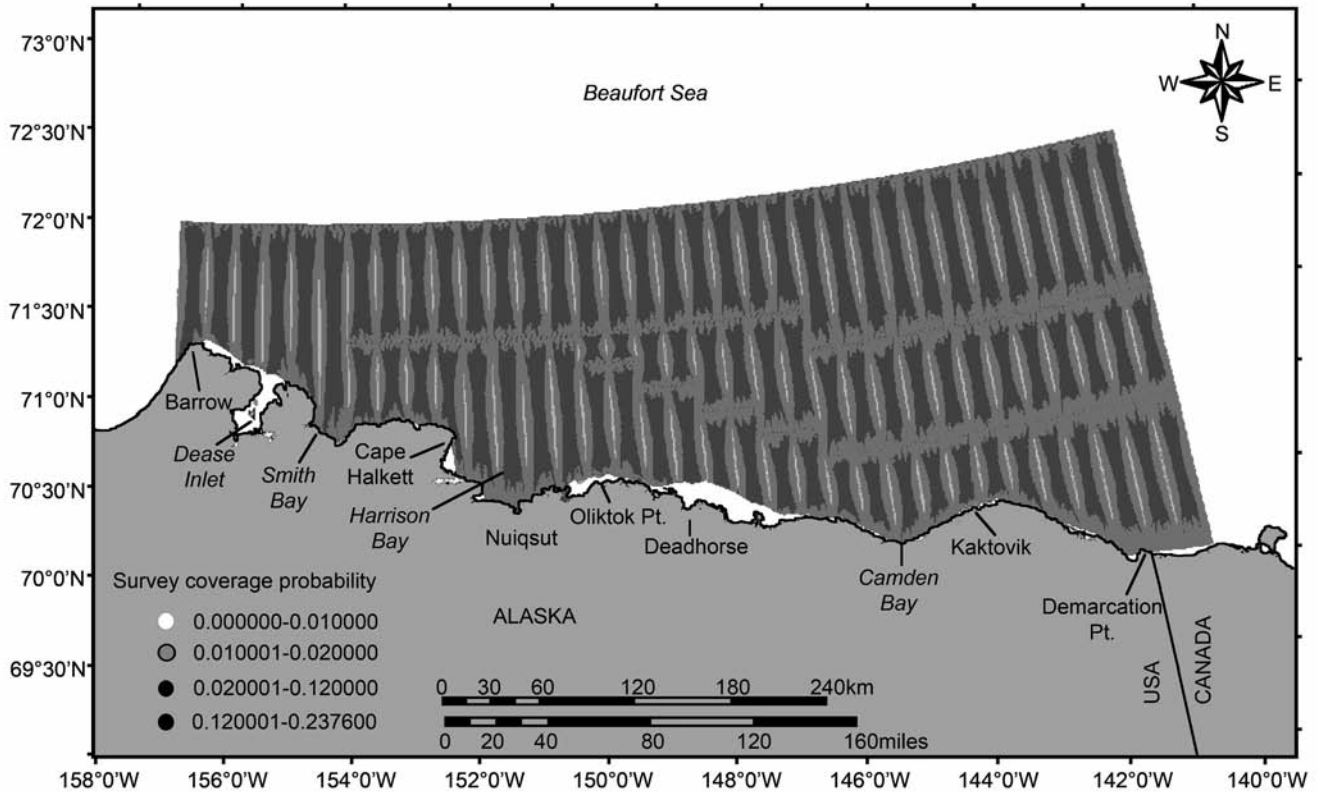 73°0'N
72°30'N
72°0'N
71°30'N
71°0'N
70°30'N
70°0'N
69°30'N
Beaufort Sea
N
W
E
S
Barrow
Dease
Inlet
Smith
Bay
Cape
Halkett
Harrison
Bay
Nuiqsut
Oliktok Pt.
Deadhorse
Camden
Bay
Kaktovik
Demarcation
Pt.
ALASKA
USA
CANADA
Survey coverage probability
0.000000-0.010000
0.010001-0.020000
0.020001-0.120000
0.120001-0.237600
0 30 60 120 180 240km
0 20 40 80 120 160miles
158°0'W 156°0'W 154°0'W 152°0'W 150°0'W 148°0'W 146°0'W 144°0'W 142°0'W 140°0'W